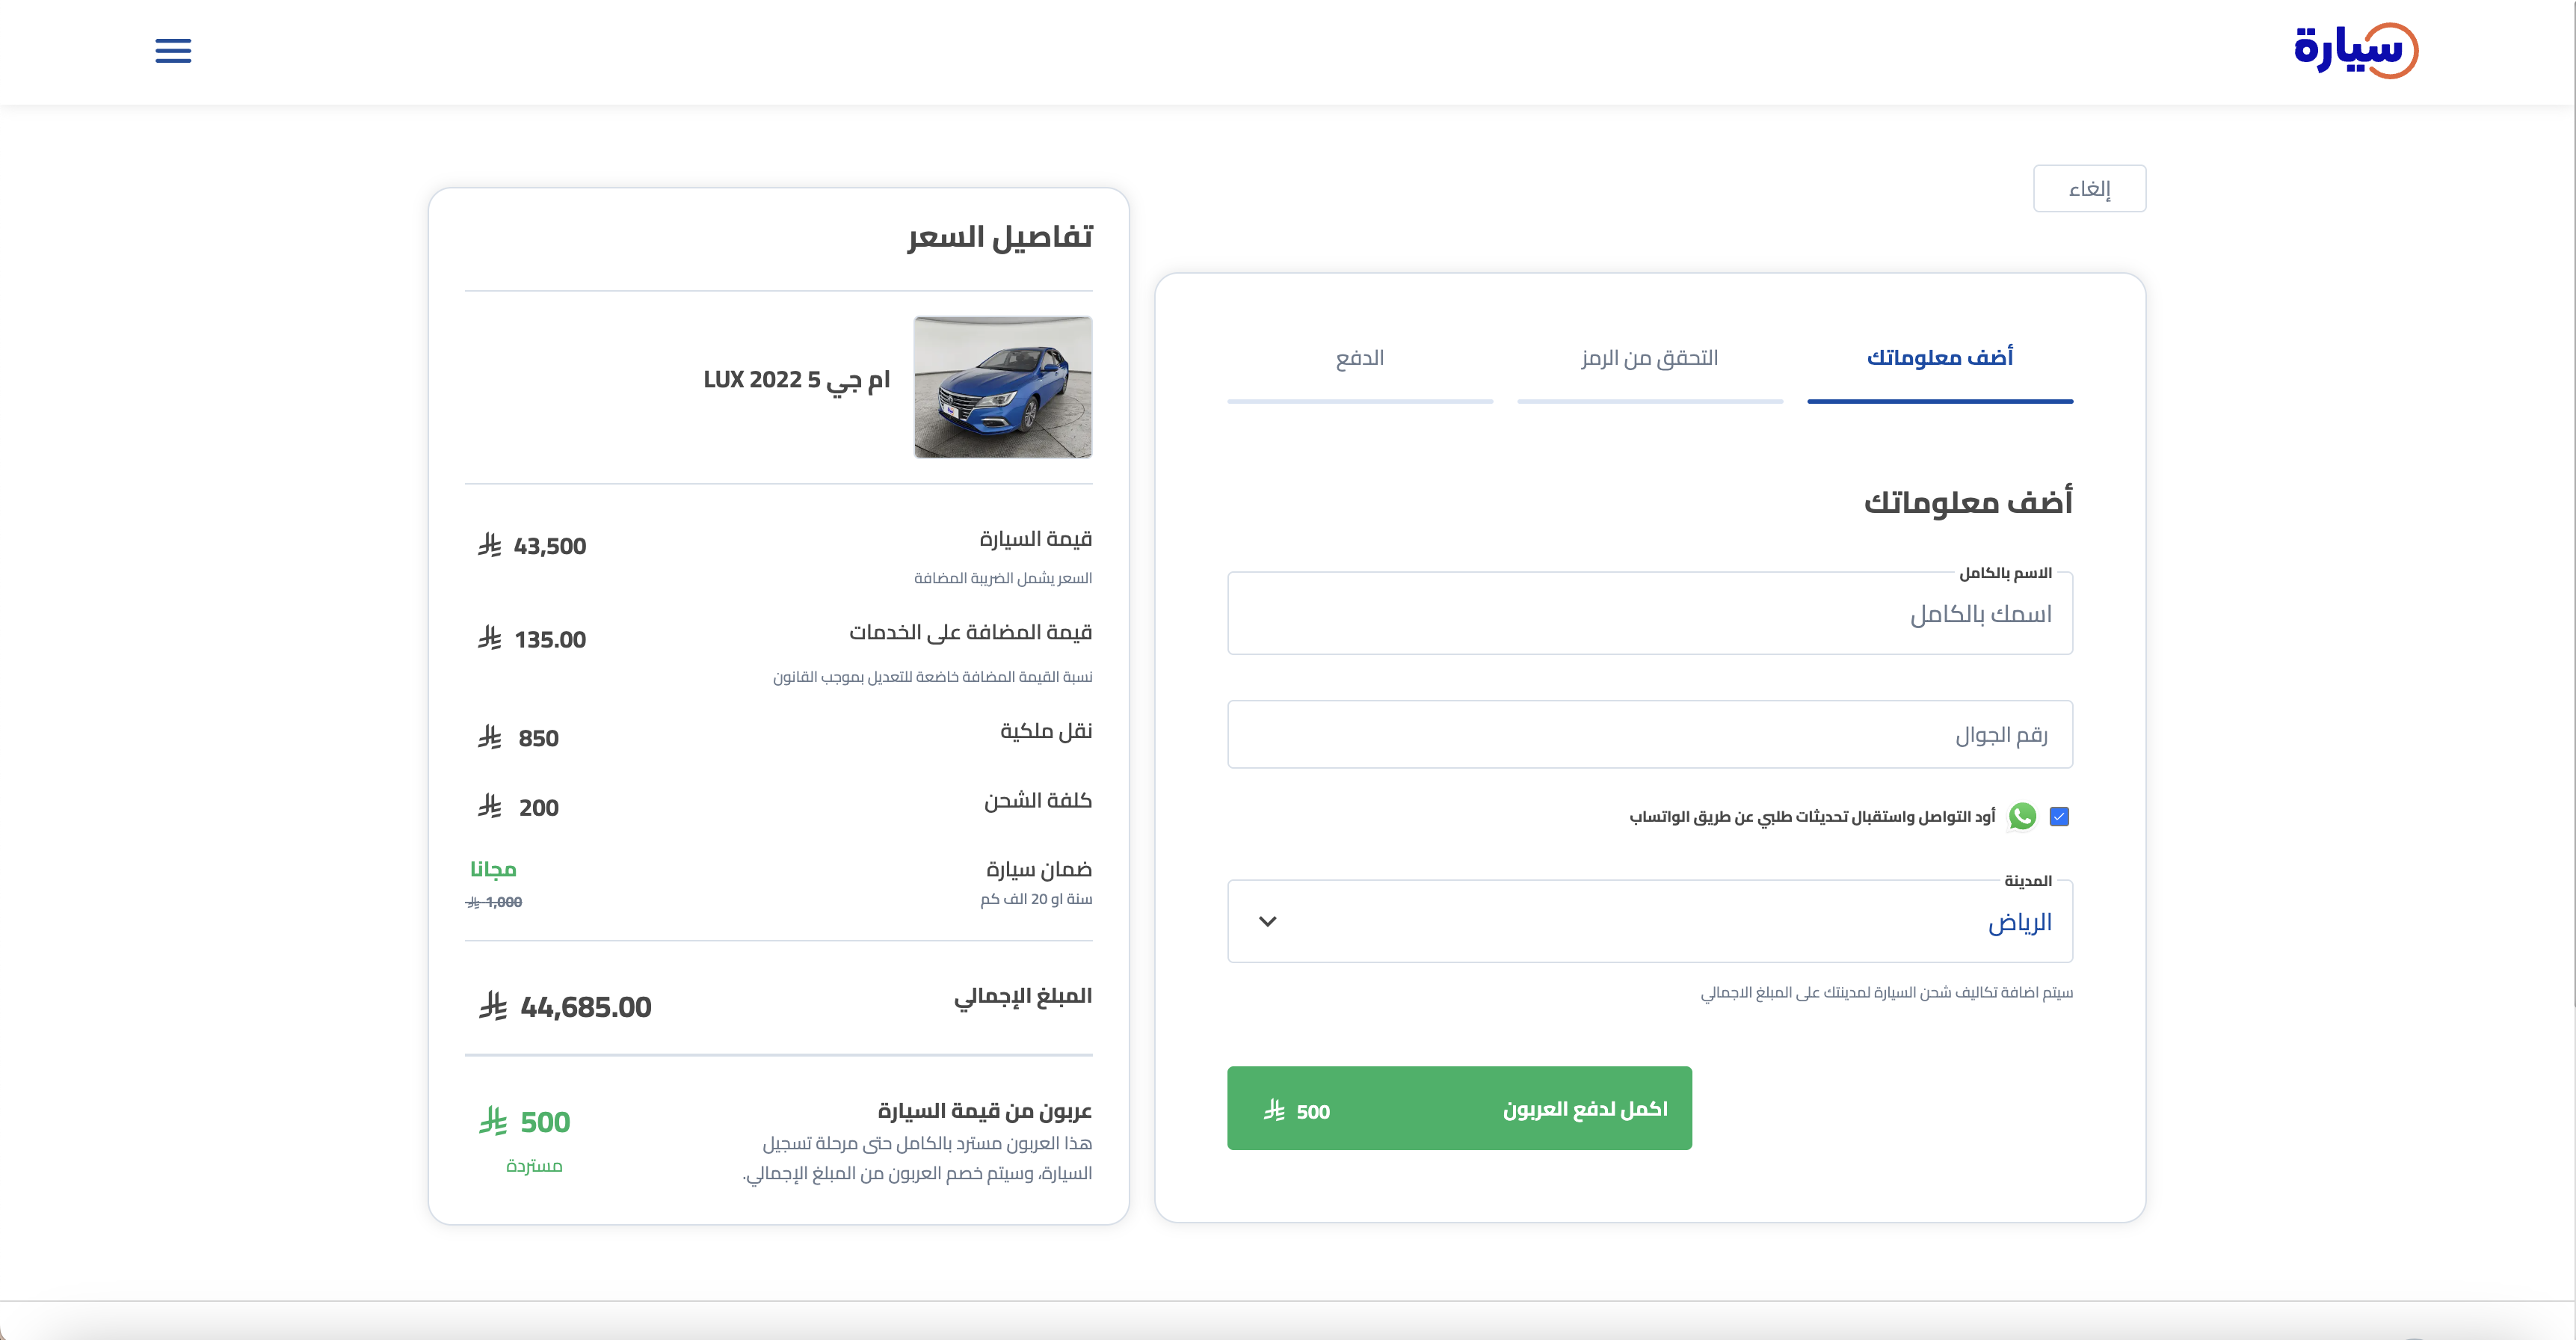 سيارة
إلغاء
أضف معلوماتك
التحقق من الرمز
الدفع
أضف معلوماتك
الاسم بالكامل
اسمك بالكامل
رقم الجوال
أود التواصل واستقبال تحديثات طلبي عن طريق الواتساب
المدينة
الرياض
سيتم اضافة تكاليف شحن السيارة لمدينتك على المبلغ الاجمالي
اكمل لدفع العربون 500
تفاصيل السعر
ام جي 5 LUX 2022
قيمة السيارة 43,500
السعر يشمل الضريبة المضافة
قيمة المضافة على الخدمات 135.00
نسبة القيمة المضافة خاضعة للتعديل بموجب القانون
نقل ملكية 850
كلفة الشحن 200
ضمان سيارة مجانا
سنة او 20 الف كم 1,000
المبلغ الإجمالي 44,685.00
عربون من قيمة السيارة 500
هذا العربون مسترد بالكامل حتى مرحلة تسجيل
السيارة، وسيتم خصم العربون من المبلغ الإجمالي.
مستردة